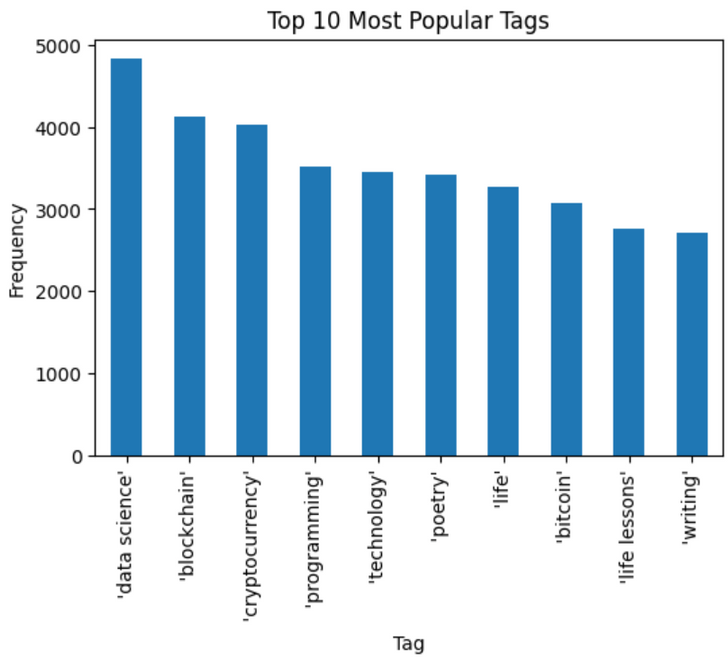 Top 10 Most Popular Tags
5000
4000
3000
2000
1000
0
Frequency
'data science'
'blockchain'
'cryptocurrency'
'programming'
'technology'
'poetry'
'life'
'bitcoin'
'life lessons'
'writing'
Tag